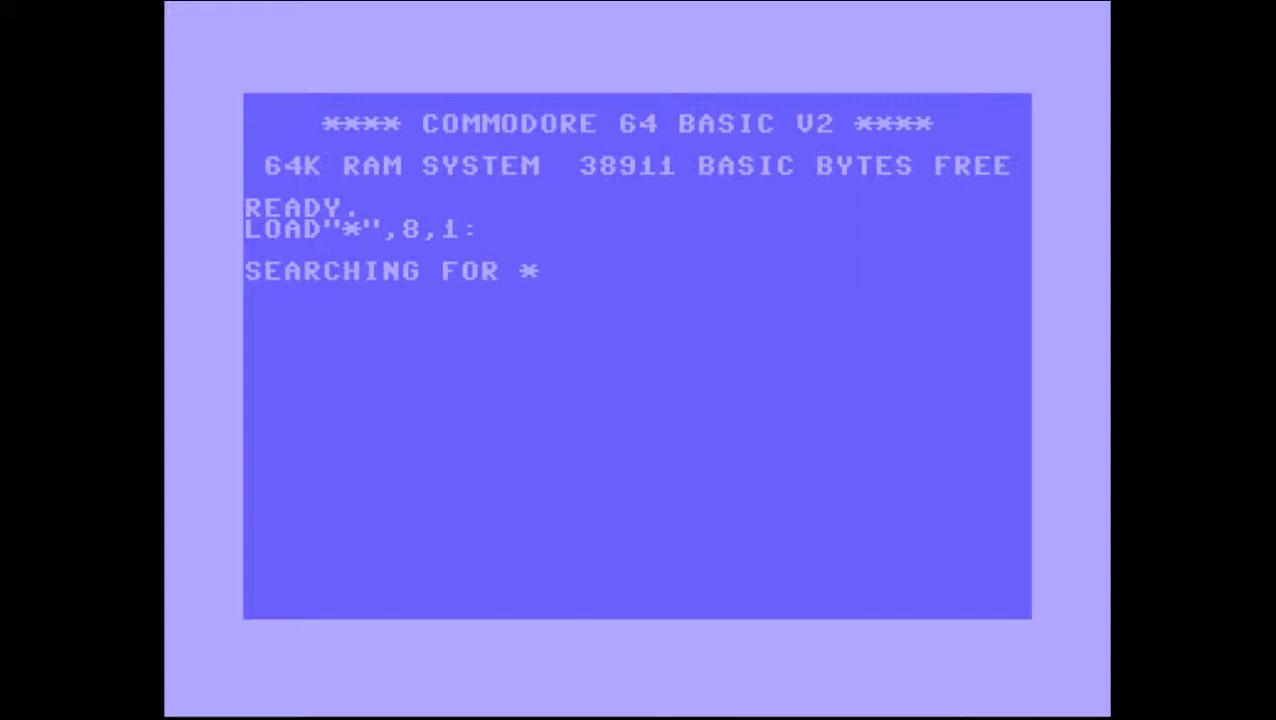 **** COMMODORE 64 BASIC V2 ****
64K RAM SYSTEM  38911 BASIC BYTES FREE
READY.
LOAD"*",8,1:
SEARCHING FOR *